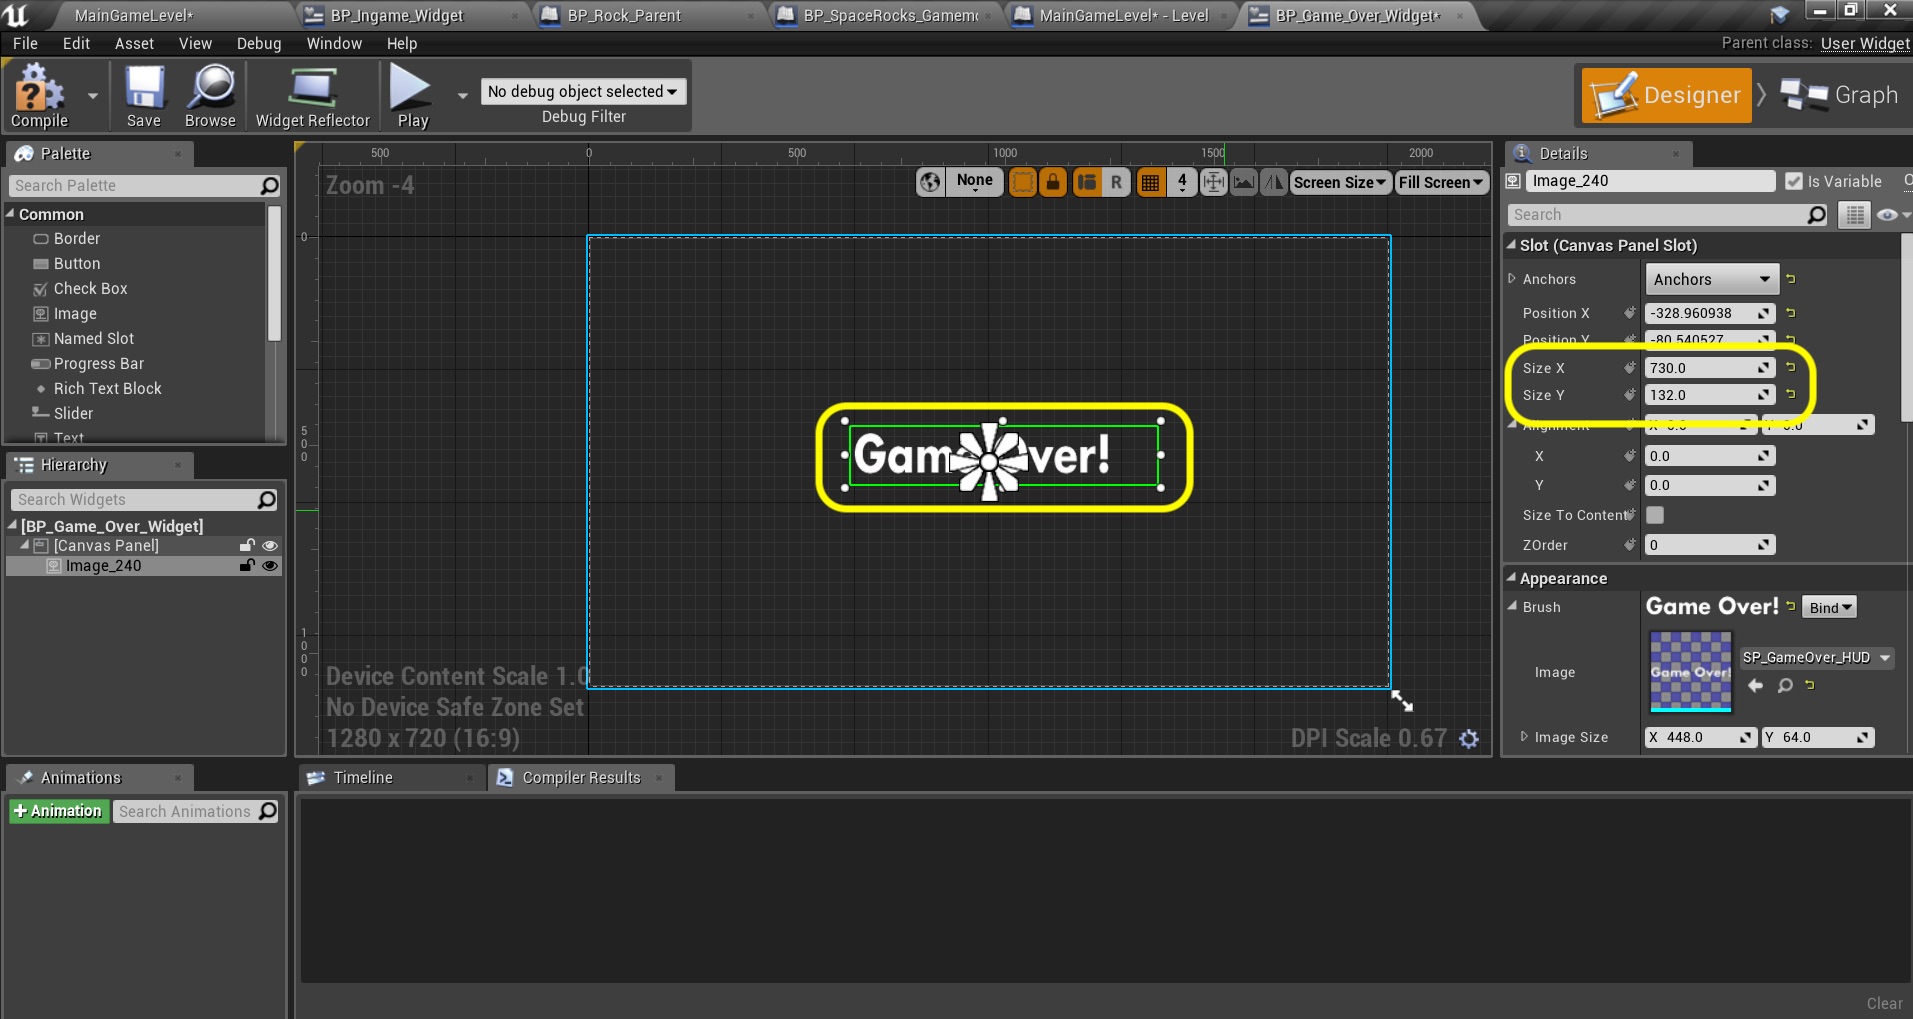 MainGameLevel*
BP_Ingame_Widget
BP_Rock_Parent
BP_SpaceRocks_Gamem
MainGameLevel* - Level
BP_Game_Over_Widget*
File Edit Asset View Debug Window Help
Parent class: User Widget
Compile
Save
Browse
Widget Reflector
Play
No debug object selected
Debug Filter
Designer
Graph
Palette
Search Palette
Common
Border
Button
Check Box
Image
Named Slot
Progress Bar
Rich Text Block
Slider
Text
Hierarchy
Search Widgets
[BP_Game_Over_Widget]
[Canvas Panel]
Image_240
Animations
+ Animation
Search Animations
500 0 500 1000 1500 2000
Zoom -4
None
R
4
Screen Size
Fill Screen
0
500
1000
Game Over!
Device Content Scale 1.0
No Device Safe Zone Set
1280 x 720 (16:9)
DPI Scale 0.67
Timeline
Compiler Results
Clear
Details
Image_240
Is Variable
Search
Slot (Canvas Panel Slot)
Anchors Anchors
Position X -328.960938
Position Y -80.540527
Size X 730.0
Size Y 132.0
Alignment X 0.0 Y 0.0
X 0.0
Y 0.0
Size To Content
ZOrder 0
Appearance
Brush Game Over! Bind
Image Game Over! SP_GameOver_HUD
Image Size X 448.0 Y 64.0